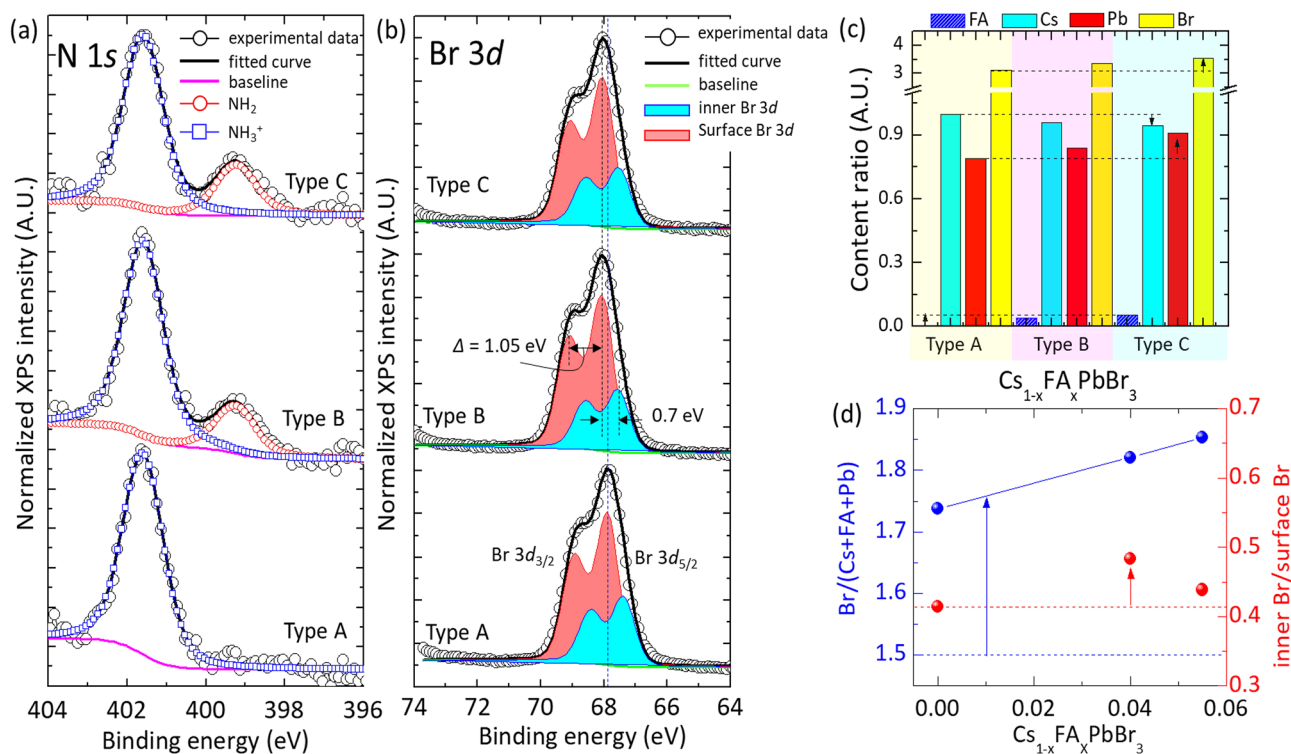 (a)
N 1s
experimental data
fitted curve
baseline
NH2
NH3+
Type C
Type B
Type A
Normalized XPS intensity (A.U.)
404 402 400 398 396
Binding energy (eV)
(b)
Br 3d
experimental data
fitted curve
baseline
inner Br 3d
Surface Br 3d
Type C
Δ = 1.05 eV
0.7 eV
Type B
Br 3d3/2
Br 3d5/2
Type A
Normalized XPS intensity (A.U.)
74 72 70 68 66 64
Binding energy (eV)
(c)
FA Cs Pb Br
4
3
0.9
0.6
0.3
0.0
Content ratio (A.U.)
Type A Type B Type C
Cs1-xFAxPbBr3
(d)
1.9
1.8
1.7
1.6
1.5
Br/(Cs+FA+Pb)
0.7
0.6
0.5
0.4
0.3
inner Br/surface Br
0.00 0.02 0.04 0.06
Cs1-xFAxPbBr3